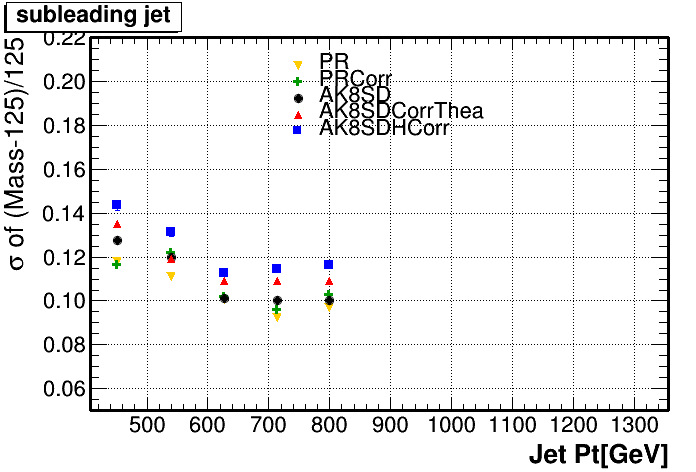 subleading jet
σ of (Mass-125)/125
0.22
0.20
0.18
0.16
0.14
0.12
0.10
0.08
0.06
PR
PRCorr
AK8SD
AK8SDCorrThea
AK8SDHCorr
500 600 700 800 900 1000 1100 1200 1300
Jet Pt[GeV]